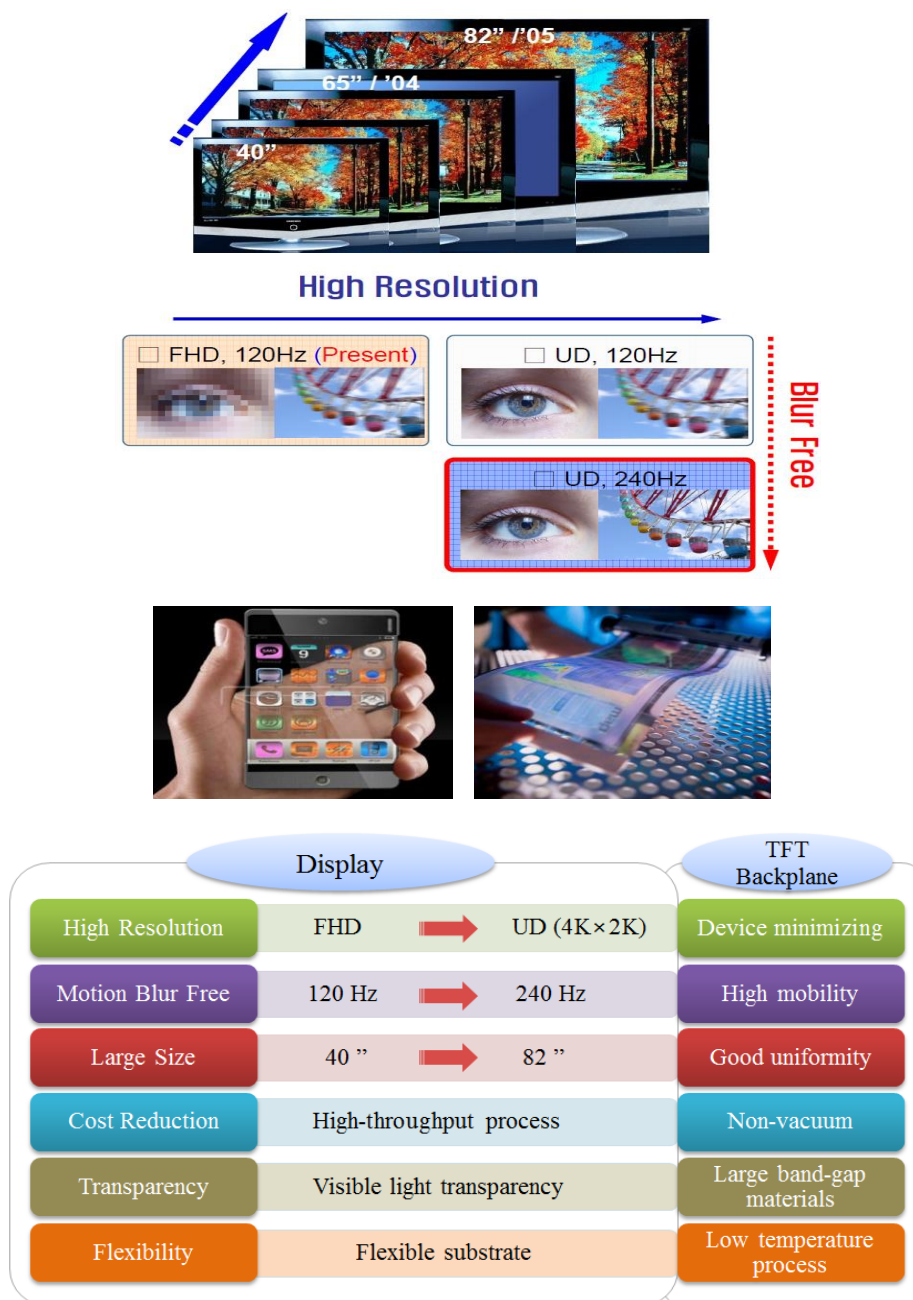 82” /’05
65” / ’04
40”
High Resolution
□ FHD, 120Hz (Present)
□ UD, 120Hz
Blur Free
□ UD, 240Hz
9
Display
TFT
Backplane
High Resolution
FHD
UD (4K×2K)
Device minimizing
Motion Blur Free
120 Hz
240 Hz
High mobility
Large Size
40 ”
82 ”
Good uniformity
Cost Reduction
High-throughput process
Non-vacuum
Transparency
Visible light transparency
Large band-gap
materials
Flexibility
Flexible substrate
Low temperature
process